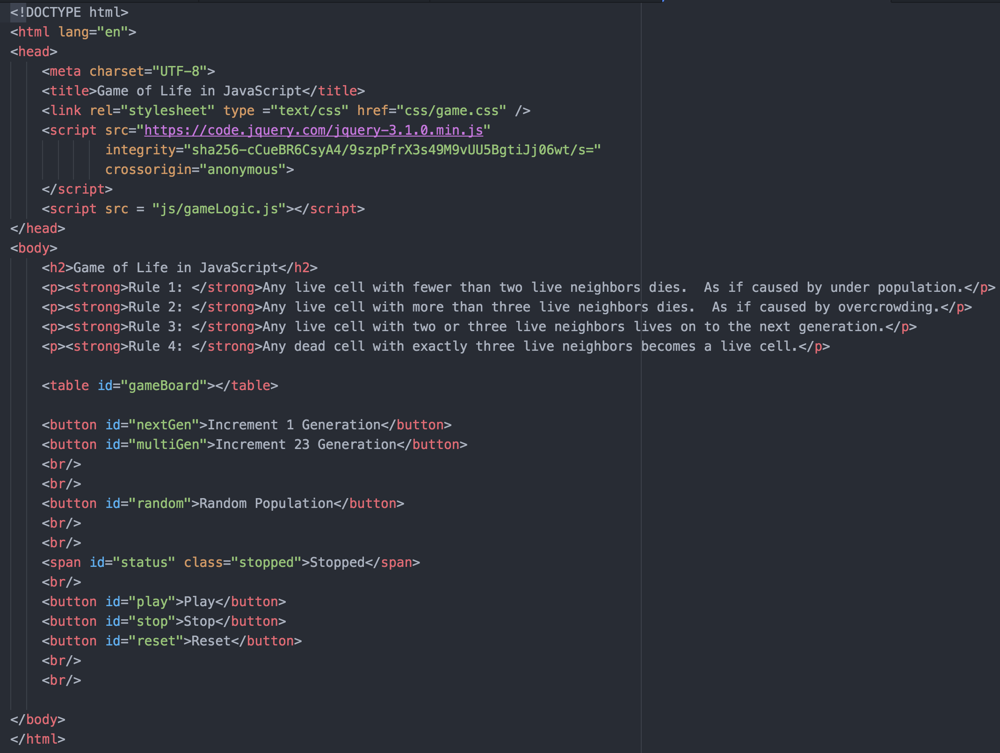 <!DOCTYPE html>
<html lang="en">
<head>
    <meta charset="UTF-8">
    <title>Game of Life in JavaScript</title>
    <link rel="stylesheet" type ="text/css" href="css/game.css" />
    <script src="https://code.jquery.com/jquery-3.1.0.min.js"
            integrity="sha256-cCueBR6CsyA4/9szpPfrX3s49M9vUU5BgtiJj06wt/s="
            crossorigin="anonymous">
    </script>
    <script src = "js/gameLogic.js"></script>
</head>
<body>
    <h2>Game of Life in JavaScript</h2>
    <p><strong>Rule 1: </strong>Any live cell with fewer than two live neighbors dies.  As if caused by under population.</p>
    <p><strong>Rule 2: </strong>Any live cell with more than three live neighbors dies.  As if caused by overcrowding.</p>
    <p><strong>Rule 3: </strong>Any live cell with two or three live neighbors lives on to the next generation.</p>
    <p><strong>Rule 4: </strong>Any dead cell with exactly three live neighbors becomes a live cell.</p>

    <table id="gameBoard"></table>

    <button id="nextGen">Increment 1 Generation</button>
    <button id="multiGen">Increment 23 Generation</button>
    <br/>
    <br/>
    <button id="random">Random Population</button>
    <br/>
    <br/>
    <span id="status" class="stopped">Stopped</span>
    <br/>
    <button id="play">Play</button>
    <button id="stop">Stop</button>
    <button id="reset">Reset</button>
    <br/>
    <br/>

</body>
</html>